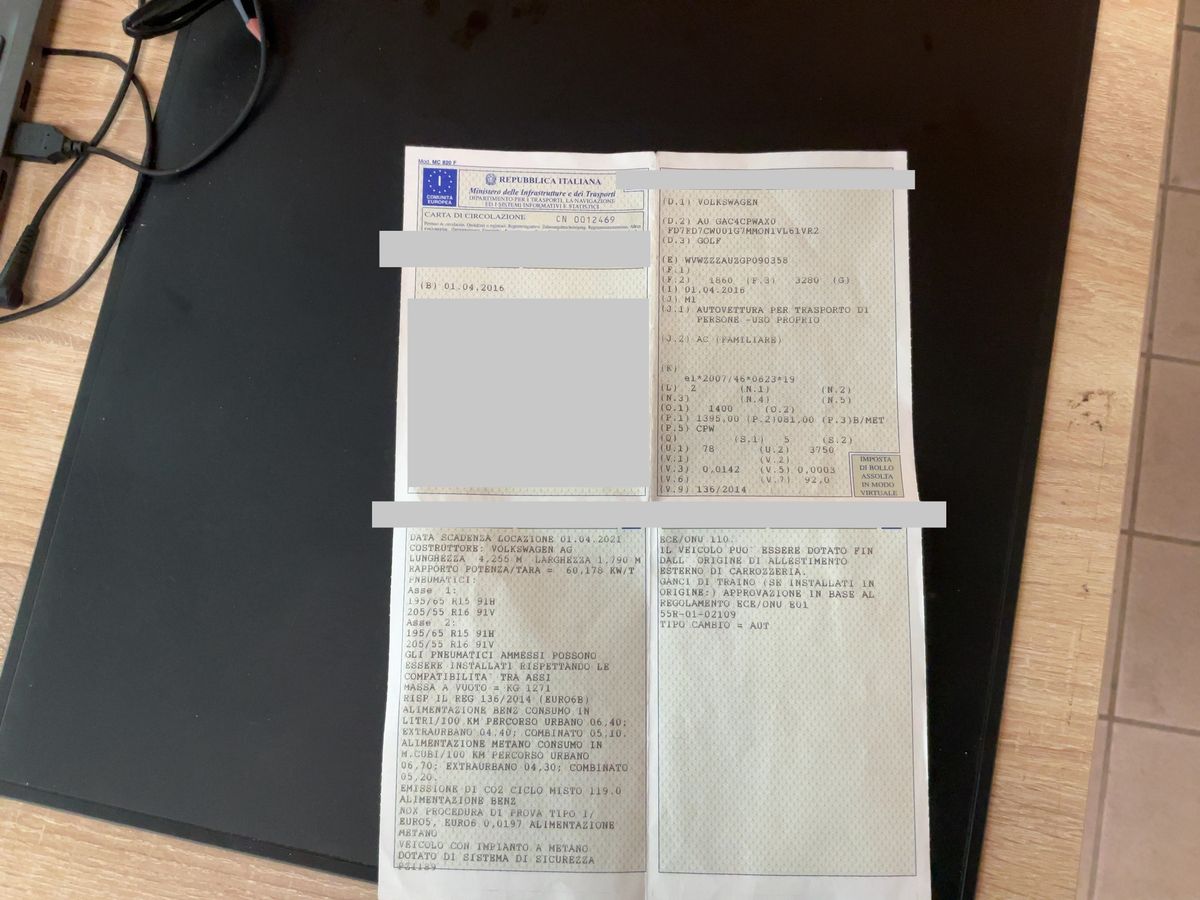 Mod. MC 820 F
REPUBBLICA ITALIANA
Ministero delle Infrastrutture e dei Trasporti
DIPARTIMENTO PER I TRASPORTI, LA NAVIGAZIONE
ED I SISTEMI INFORMATIVI E STATISTICI
I
COMUNITÀ
EUROPEA
CARTA DI CIRCOLAZIONE CN 0012469
(B) 01.04.2016
(D.1) VOLKSWAGEN
(D.2) AU GAC4CPWAX0
FD7FD7CW001G7MMON1VL61VR2
(D.3) GOLF
(E) WVWZZZAUZGP090358
(F.1)
(F.2) 1860 (F.3) 3280 (G)
(I) 01.04.2016
(J) M1
(J.1) AUTOVETTURA PER TRASPORTO DI
PERSONE -USO PROPRIO
(J.2) AC (FAMILIARE)
(K)
e1*2007/46*0623*19
(L) 2 (N.1) (N.2)
(N.3) (N.4) (N.5)
(O.1) 1400 (O.2)
(P.1) 1395,00 (P.2)081,00 (P.3)B/MET
(P.5) CPW
(Q) (S.1) 5 (S.2)
(U.1) 78 (U.2) 3750
(V.1) (V.2)
(V.3) 0,0142 (V.5) 0,0003
(V.6) (V.7) 92,0
(V.9) 136/2014
IMPOSTA
DI BOLLO
ASSOLTA
IN MODO
VIRTUALE
DATA SCADENZA LOCAZIONE 01.04.2021
COSTRUTTORE: VOLKSWAGEN AG
LUNGHEZZA 4,255 M LARGHEZZA 1,790 M
RAPPORTO POTENZA/TARA = 60,178 KW/T
PNEUMATICI:
Asse 1:
195/65 R15 91H
205/55 R16 91V
Asse 2:
195/65 R15 91H
205/55 R16 91V
GLI PNEUMATICI AMMESSI POSSONO
ESSERE INSTALLATI RISPETTANDO LE
COMPATIBILITA` TRA ASSI
MASSA A VUOTO = KG 1271
RISP IL REG 136/2014 (EURO6B)
ALIMENTAZIONE BENZ CONSUMO IN
LITRI/100 KM PERCORSO URBANO 06,40;
EXTRAURBANO 04,40; COMBINATO 05,10.
ALIMENTAZIONE METANO CONSUMO IN
M.CUBI/100 KM PERCORSO URBANO
06,70; EXTRAURBANO 04,30; COMBINATO
05,20.
EMISSIONE DI CO2 CICLO MISTO 119.0
ALIMENTAZIONE BENZ
NOX PROCEDURA DI PROVA TIPO I/
EURO5, EURO6 0,0197 ALIMENTAZIONE
METANO
VEICOLO CON IMPIANTO A METANO
DOTATO DI SISTEMA DI SICUREZZA
ECE/ONU 110.
IL VEICOLO PUO` ESSERE DOTATO FIN
DALL` ORIGINE DI ALLESTIMENTO
ESTERNO DI CARROZZERIA.
GANCI DI TRAINO (SE INSTALLATI IN
ORIGINE:) APPROVAZIONE IN BASE AL
REGOLAMENTO ECE/ONU E01
55R-01-02109
TIPO CAMBIO = AUT